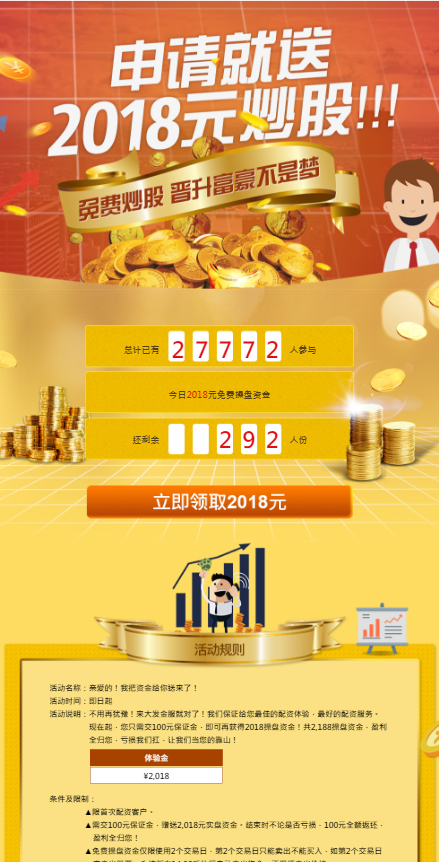 申请就送
2018元炒股!!!
免费炒股 晋升富豪不是梦
总计已有 27772 人参与
今日2018元免费操盘资金
还剩余 292 人份
立即领取2018元
活动规则
活动名称：亲爱的！我把资金给你送来了！
活动时间：即日起
活动说明：不用再犹豫！来大发金服就对了！我们保证给您最佳的配资体验，最好的配资服务。
现在起，您只需交100元保证金，即可再获得2018操盘资金！共2,188操盘资金，盈利
全归您，亏损我们扛，让我们当您的靠山！
体验金
¥2,018
条件及限制：
▲限首次配资客户。
▲需交100元保证金，赠送2,018元实盘资金。结束时不论是否亏损，100元全额返还，
盈利全归您！
▲免费操盘资金仅限使用2个交易日，第2个交易日只能卖出不能买入，如第2个交易日